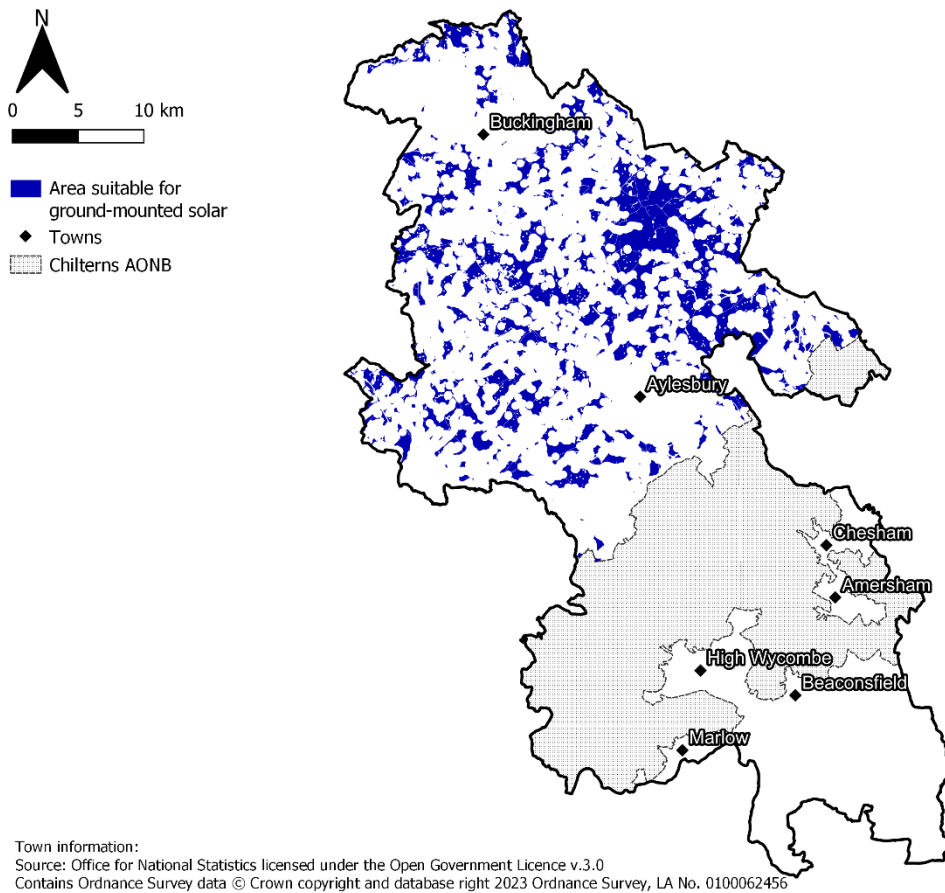 N
0 5 10 km
Area suitable for
ground-mounted solar
Towns
Chilterns AONB
Buckingham
Aylesbury
Chesham
Amersham
High Wycombe
Beaconsfield
Marlow
Town information:
Source: Office for National Statistics licensed under the Open Government Licence v.3.0
Contains Ordnance Survey data © Crown copyright and database right 2023 Ordnance Survey, LA No. 0100062456